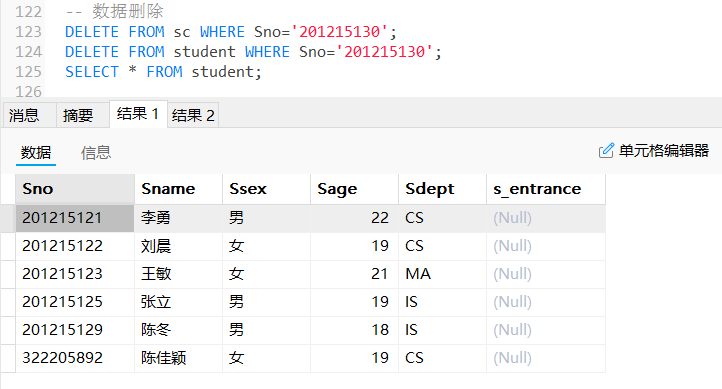 122 -- 数据删除
123 DELETE FROM sc WHERE Sno='201215130';
124 DELETE FROM student WHERE Sno='201215130';
125 SELECT * FROM student;
126
消息 摘要 结果 1 结果 2
数据 信息 单元格编辑器
Sno Sname Ssex Sage Sdept s_entrance
201215121 李勇 男 22 CS (Null)
201215122 刘晨 女 19 CS (Null)
201215123 王敏 女 21 MA (Null)
201215125 张立 男 19 IS (Null)
201215129 陈冬 男 18 IS (Null)
322205892 陈佳颖 女 19 CS (Null)